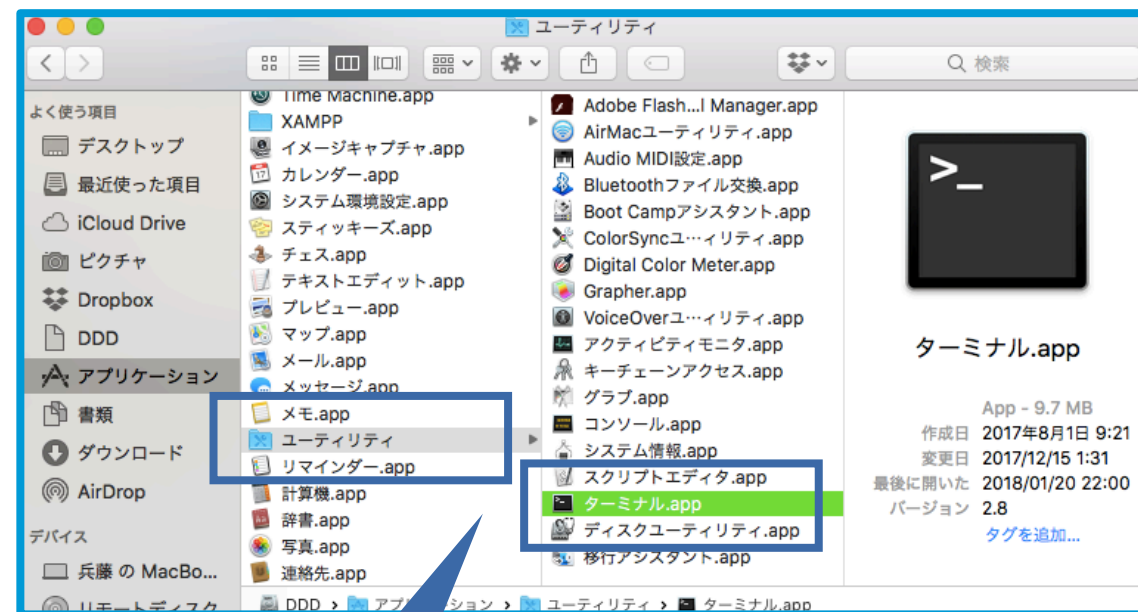 ユーティリティ
検索
よく使う項目
デスクトップ
最近使った項目
iCloud Drive
ピクチャ
Dropbox
DDD
アプリケーション
書類
ダウンロード
AirDrop
デバイス
兵藤 の MacBo...
リモートディスク
Time Machine.app
XAMPP
イメージキャプチャ.app
カレンダー.app
システム環境設定.app
スティッキーズ.app
チェス.app
テキストエディット.app
プレビュー.app
マップ.app
メール.app
メッセージ.app
メモ.app
ユーティリティ
リマインダー.app
計算機.app
辞書.app
写真.app
連絡先.app
Adobe Flash...l Manager.app
AirMacユーティリティ.app
Audio MIDI設定.app
Bluetoothファイル交換.app
Boot Campアシスタント.app
ColorSyncユ…ィリティ.app
Digital Color Meter.app
Grapher.app
VoiceOverユ…ィリティ.app
アクティビティモニタ.app
キーチェーンアクセス.app
グラブ.app
コンソール.app
システム情報.app
スクリプトエディタ.app
ターミナル.app
ディスクユーティリティ.app
移行アシスタント.app
>_
ターミナル.app
App - 9.7 MB
作成日 2017年8月1日 9:21
変更日 2017/12/15 1:31
最後に開いた 2018/01/20 22:00
バージョン 2.8
タグを追加...
DDD › アプ ション › ユーティリティ › ターミナル.app